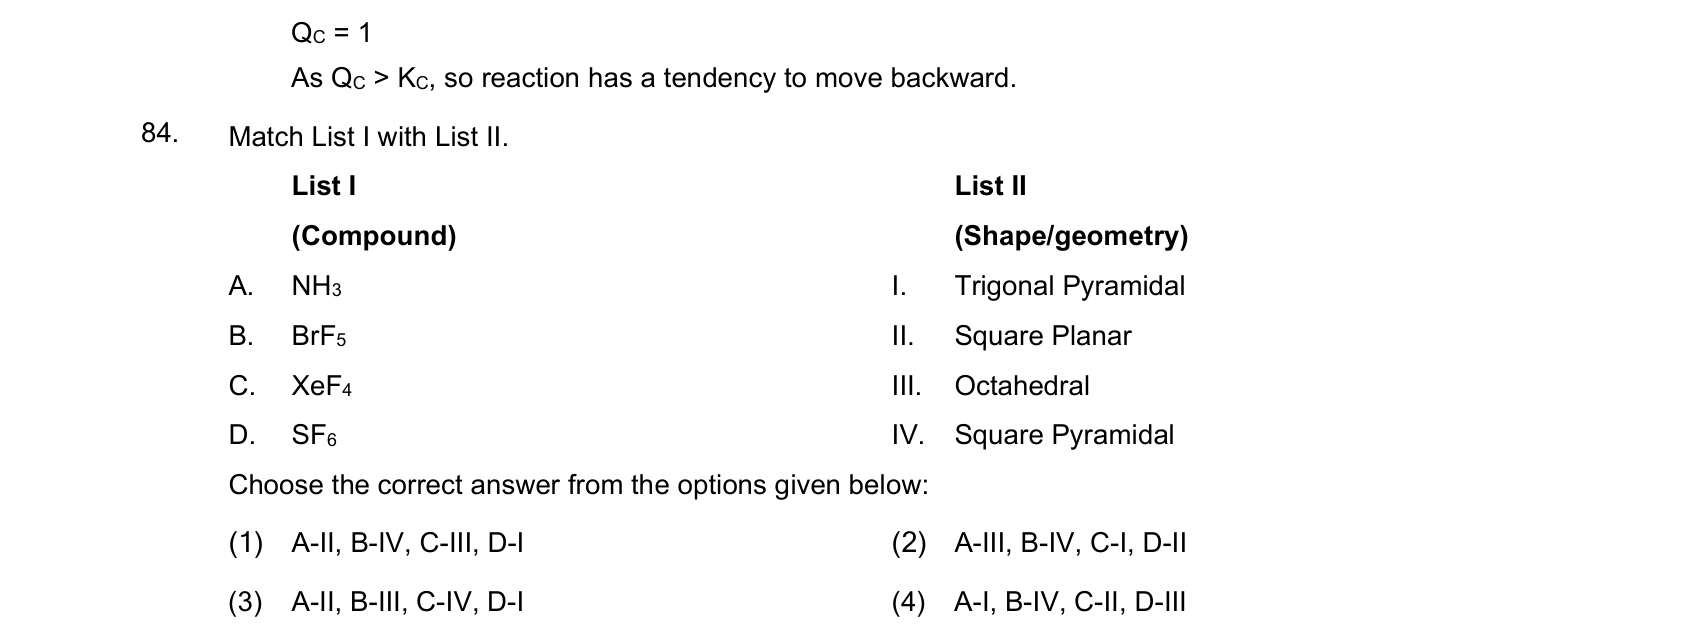 Qc = 1
As Qc > Kc, so reaction has a tendency to move backward.
84. Match List I with List II.
List I List II
(Compound) (Shape/geometry)
A. NH3 I. Trigonal Pyramidal
B. BrF5 II. Square Planar
C. XeF4 III. Octahedral
D. SF6 IV. Square Pyramidal
Choose the correct answer from the options given below:
(1) A-II, B-IV, C-III, D-I (2) A-III, B-IV, C-I, D-II
(3) A-II, B-III, C-IV, D-I (4) A-I, B-IV, C-II, D-III